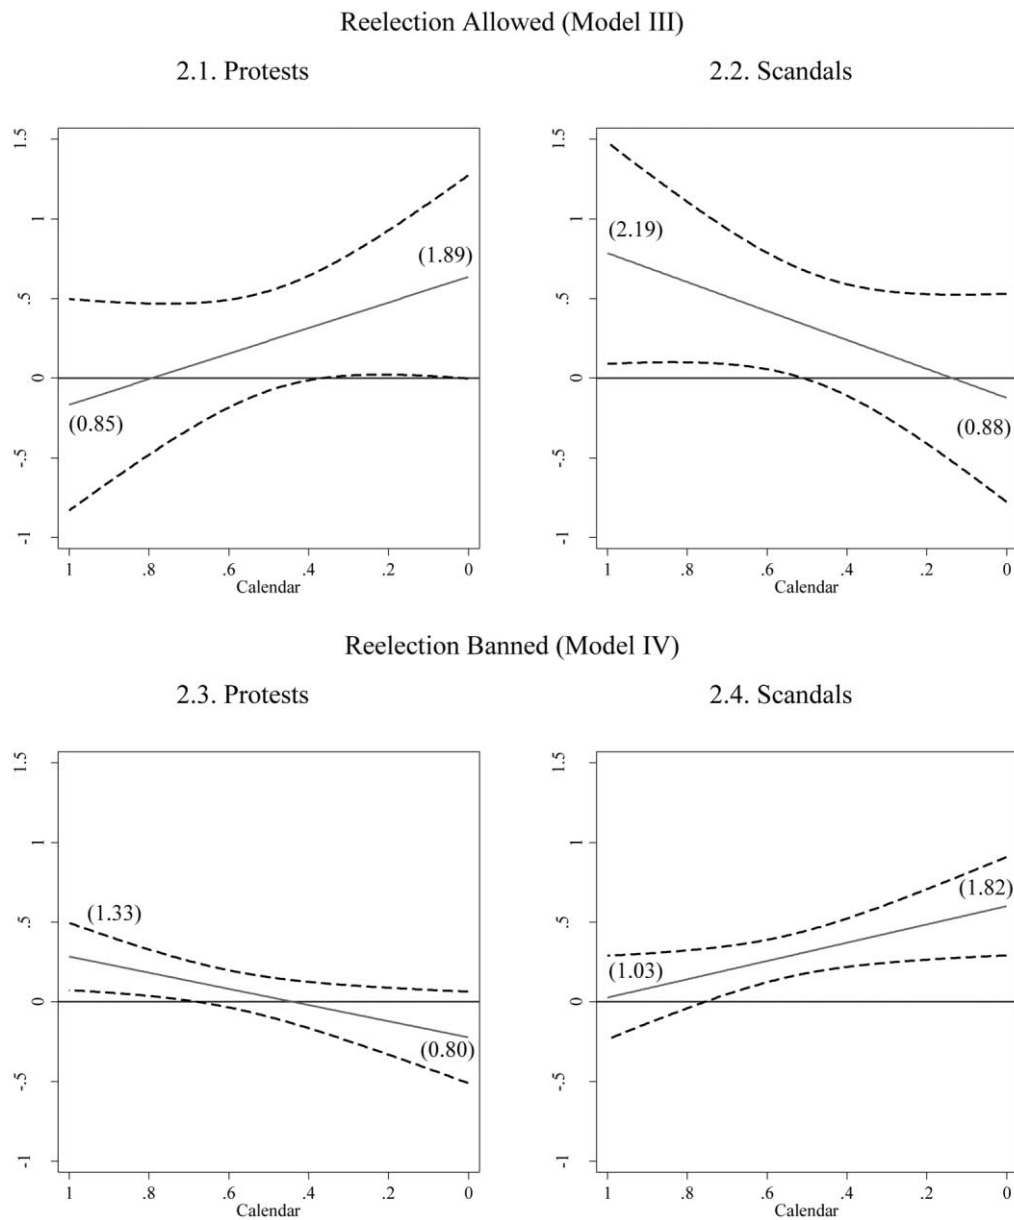 Reelection Allowed (Model III)
2.1. Protests
1.5
1
.5
0
-.5
-1
(1.89)
(0.85)
1 .8 .6 .4 .2 0
Calendar
2.2. Scandals
1.5
1
.5
0
-.5
-1
(2.19)
(0.88)
1 .8 .6 .4 .2 0
Calendar
Reelection Banned (Model IV)
2.3. Protests
1.5
1
.5
0
-.5
-1
(1.33)
(0.80)
1 .8 .6 .4 .2 0
Calendar
2.4. Scandals
1.5
1
.5
0
-.5
-1
(1.82)
(1.03)
1 .8 .6 .4 .2 0
Calendar